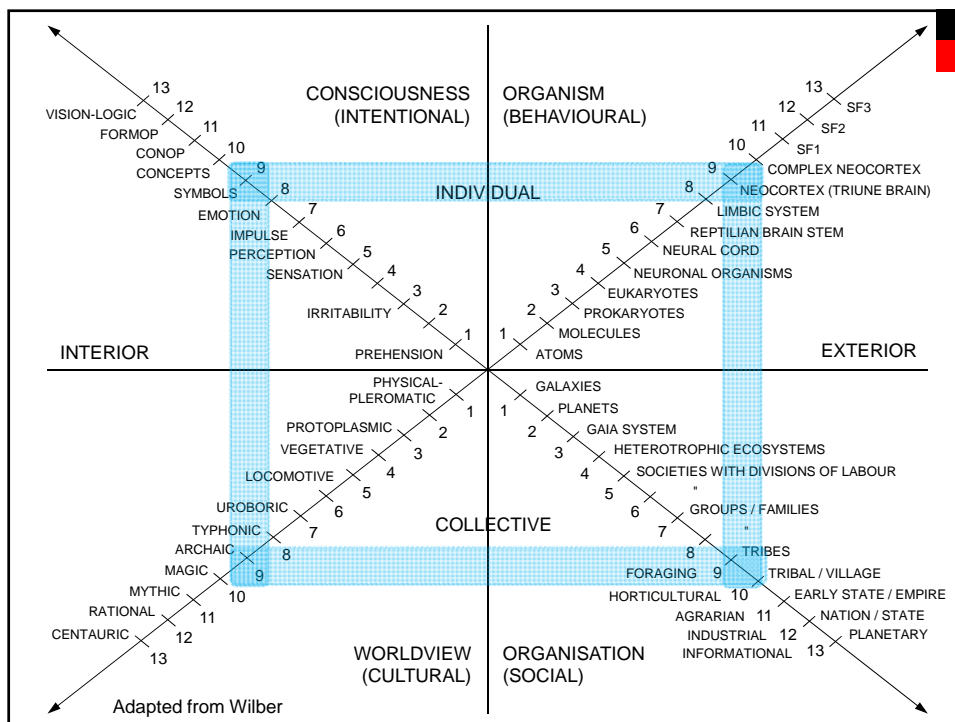 CONSCIOUSNESS
(INTENTIONAL)
ORGANISM
(BEHAVIOURAL)
13
VISION-LOGIC
12
FORMOP
11
CONOP
10
CONCEPTS
9
SYMBOLS
8
EMOTION
7
IMPULSE
6
PERCEPTION
5
SENSATION
4
3
IRRITABILITY
2
1
PREHENSION
13
SF3
12
SF2
11
SF1
10
COMPLEX NEOCORTEX
9
NEOCORTEX (TRIUNE BRAIN)
8
LIMBIC SYSTEM
7
REPTILIAN BRAIN STEM
6
NEURAL CORD
5
NEURONAL ORGANISMS
4
EUKARYOTES
3
PROKARYOTES
2
MOLECULES
1
ATOMS
INDIVIDUAL
INTERIOR
EXTERIOR
PHYSICAL-
PLEROMATIC
1
2
PROTOPLASMIC
3
VEGETATIVE
4
LOCOMOTIVE
5
6
UROBORIC
7
TYPHONIC
8
ARCHAIC
9
MAGIC
10
MYTHIC
11
RATIONAL
12
CENTAURIC
13
GALAXIES
1
PLANETS
2
GAIA SYSTEM
3
HETEROTROPHIC ECOSYSTEMS
4
SOCIETIES WITH DIVISIONS OF LABOUR
5
"
6
GROUPS / FAMILIES
7
"
8
TRIBES
FORAGING 9 TRIBAL / VILLAGE
HORTICULTURAL 10 EARLY STATE / EMPIRE
AGRARIAN 11 NATION / STATE
INDUSTRIAL 12 PLANETARY
INFORMATIONAL 13
COLLECTIVE
WORLDVIEW
(CULTURAL)
ORGANISATION
(SOCIAL)
Adapted from Wilber